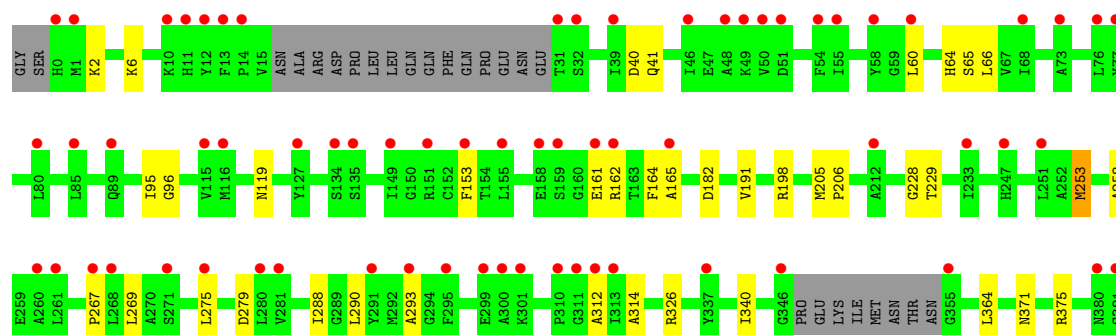 GLY SER H0 M1 K2 K6 K10 H11 Y12 F13 P14 V15 ASN ALA ARG ASP PRO LEU LEU GLN GLN PHE GLN PRO GLU ASN GLU T31 S32 I39 D40 Q41 I46 E47 A48 K49 V50 D51 F54 I55 Y58 G59 L60 H64 S65 L66 V67 I68 A73 L76
L80 L85 Q89 I95 G96 V115 M116 N119 Y127 S134 S135 I149 G150 R151 C152 F153 T154 L155 E158 S159 G160 E161 R162 T163 F164 A165 D182 V191 R198 M205 P206 A212 G228 T229 I233 H247 L251 A252 M253
E259 A260 L261 P267 L268 L269 A270 S271 L275 D279 L280 V281 I288 G289 L290 Y291 M292 A293 G294 F295 E299 A300 K301 P310 G311 A312 I313 A314 R326 Y337 I340 G346 PRO GLU LYS ILE MET ASN THR ASN G355 L364 N371 R375 N380